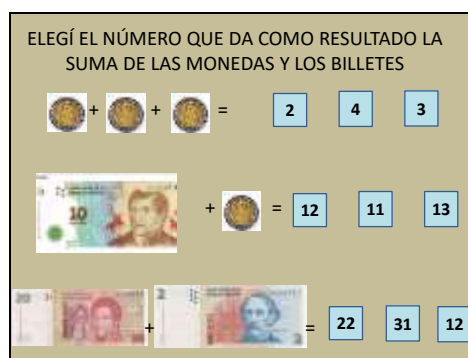 ELEGÍ EL NÚMERO QUE DA COMO RESULTADO LA
SUMA DE LAS MONEDAS Y LOS BILLETES
+ + = 2 4 3
10 + = 12 11 13
20 + 2 2 = 22 31 12